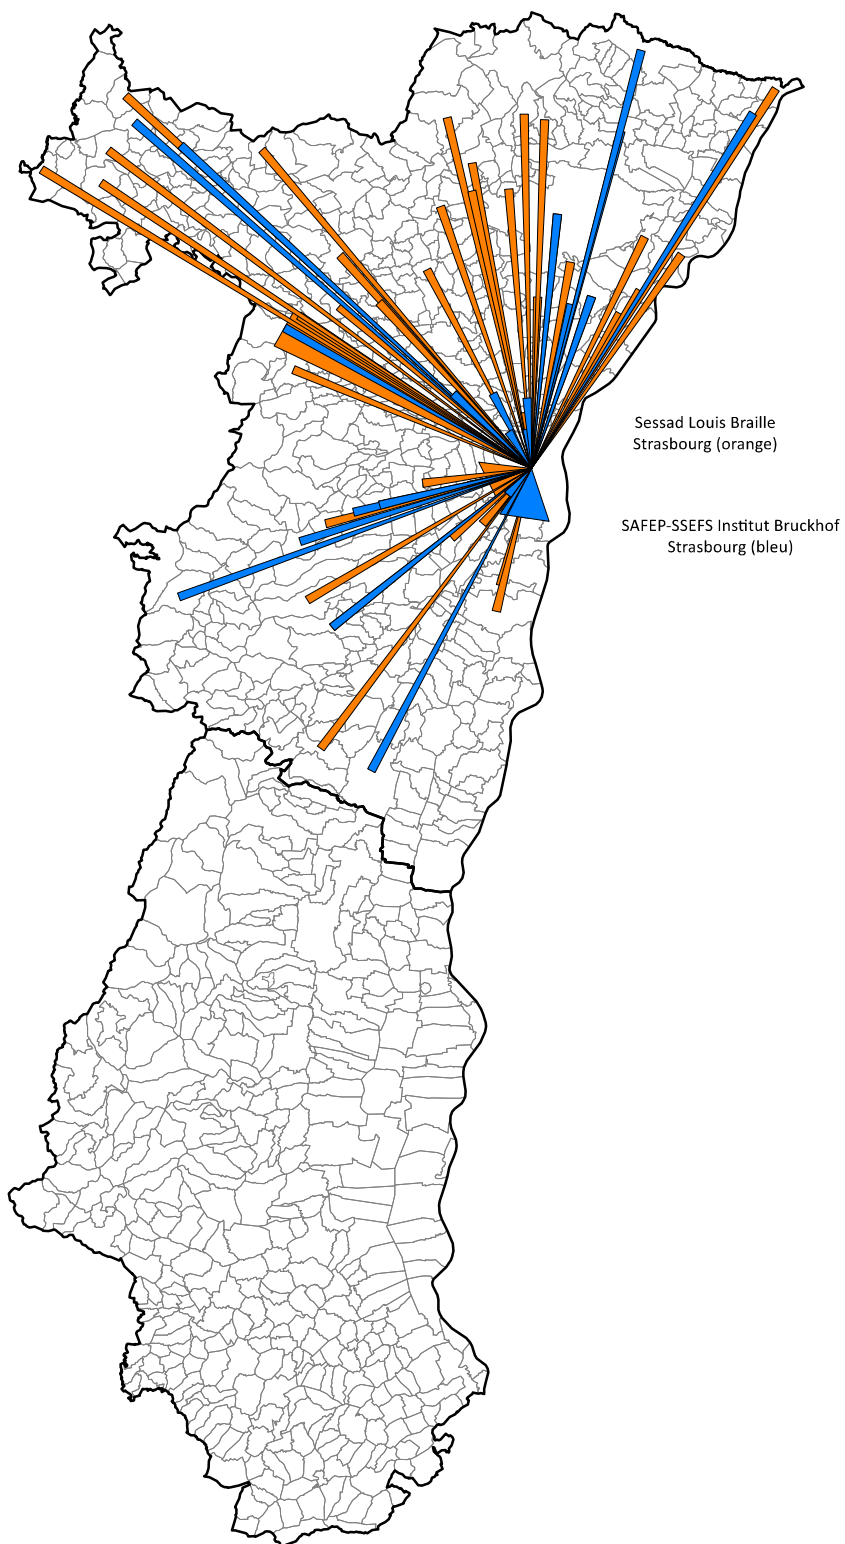 Sessad Louis Braille
Strasbourg (orange)
SAFEP-SSEFS Institut Bruckhof
Strasbourg (bleu)